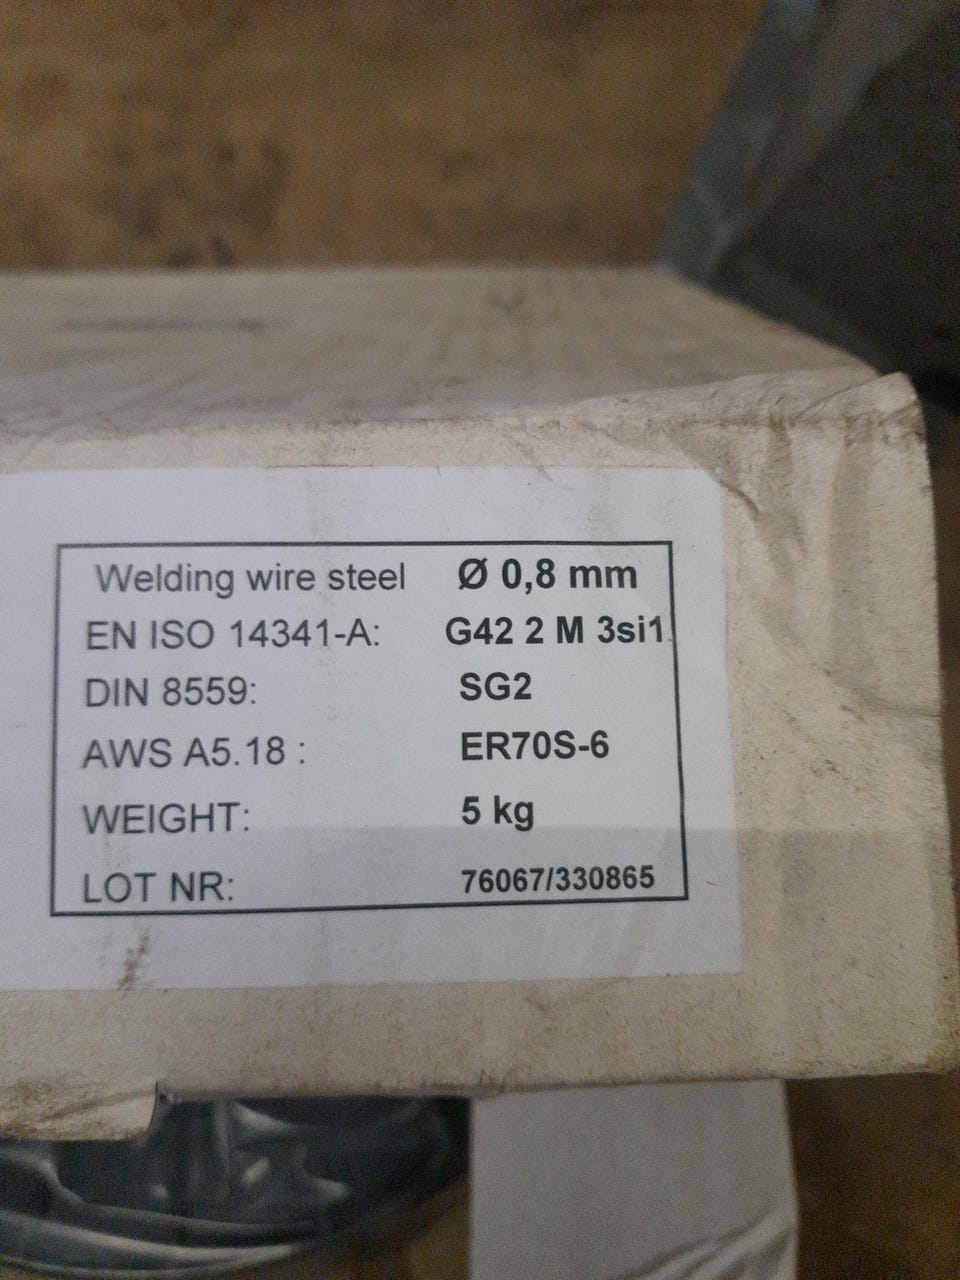 Welding wire steel Ø 0,8 mm
EN ISO 14341-A: G42 2 M 3si1
DIN 8559: SG2
AWS A5.18 : ER70S-6
WEIGHT: 5 kg
LOT NR: 76067/330865